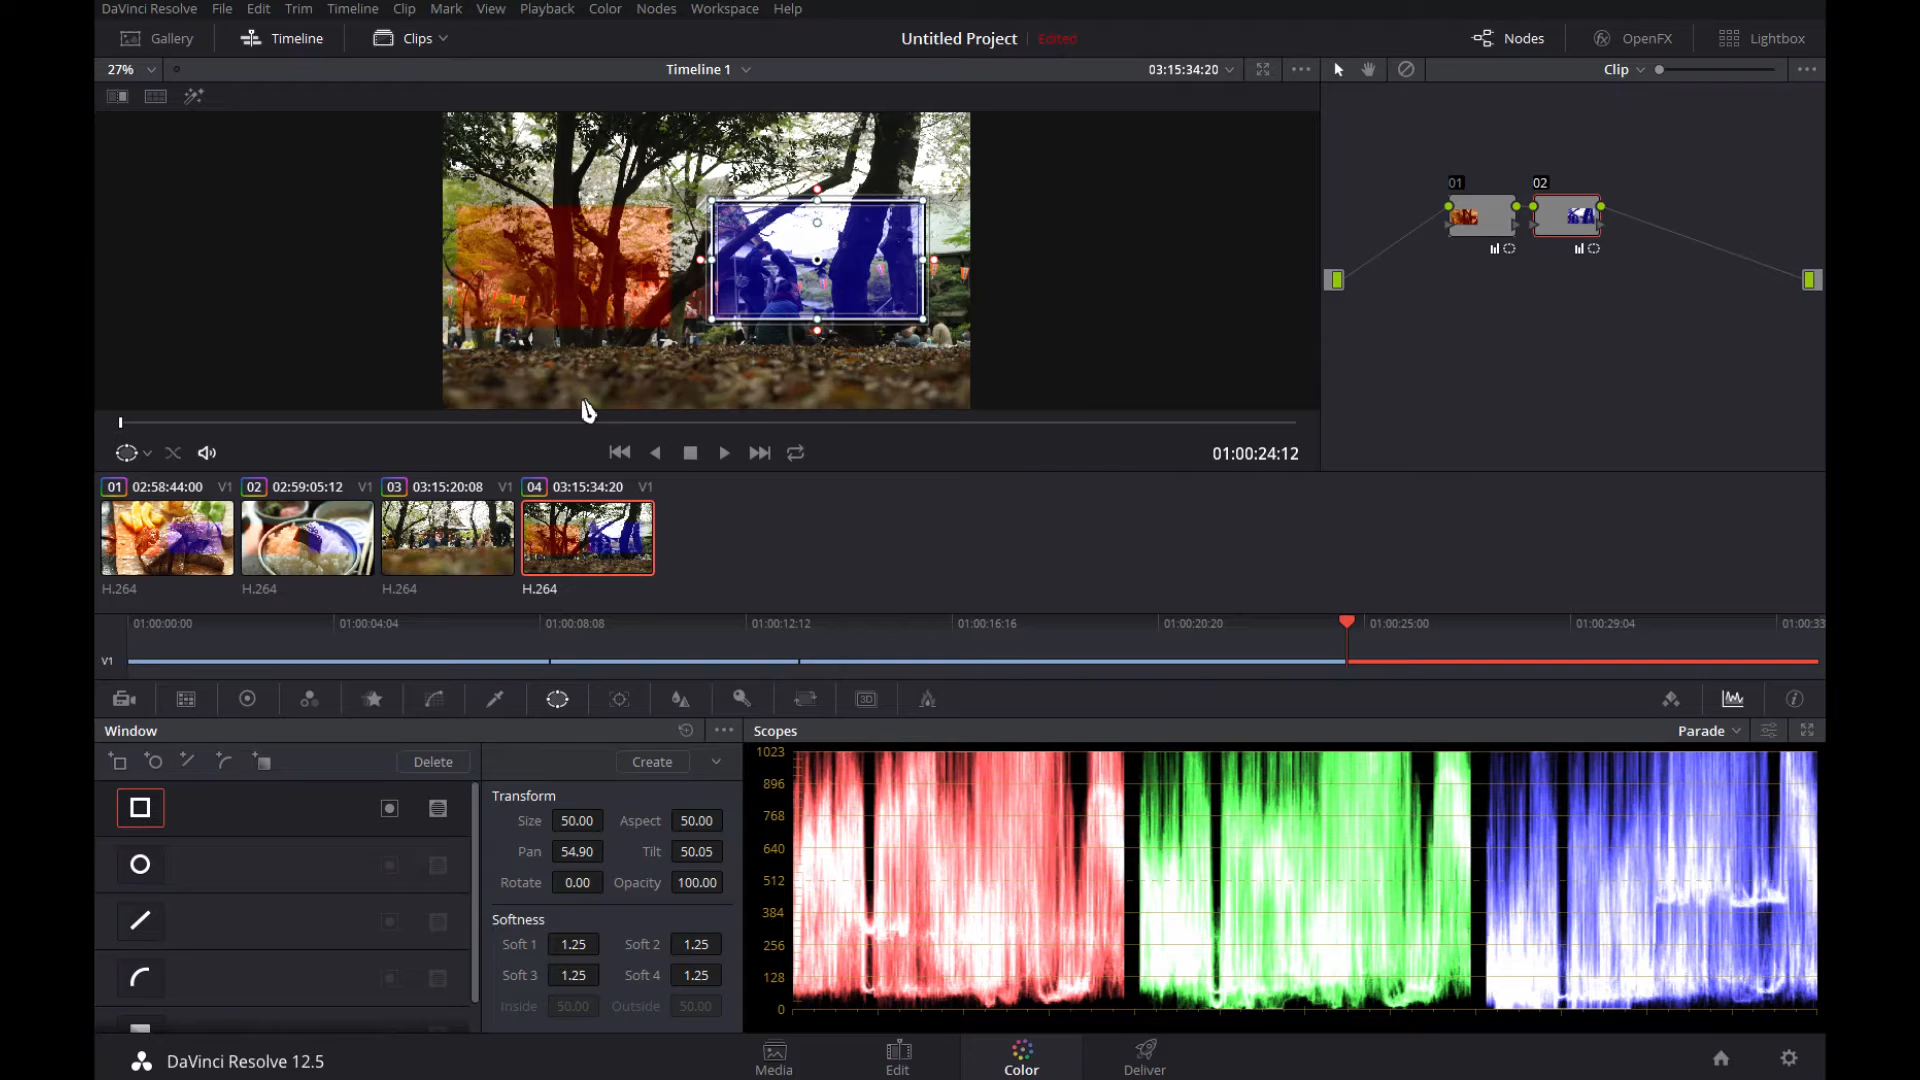 DaVinci Resolve File Edit Trim Timeline Clip Mark View Playback Color Nodes Workspace Help
Gallery Timeline Clips Untitled Project Edited Nodes OpenFX Lightbox
27% Timeline 1 03:15:34:20 Clip
01 02
01:00:24:12
01 02:58:44:00 V1 02 02:59:05:12 V1 03 03:15:20:08 V1 04 03:15:34:20 V1
H.264 H.264 H.264 H.264
01:00:00:00 01:00:04:04 01:00:08:08 01:00:12:12 01:00:16:16 01:00:20:20 01:00:25:00 01:00:29:04 01:00:33
V1
3D
Window Scopes Parade
Delete Create
Transform
Size 50.00 Aspect 50.00
Pan 54.90 Tilt 50.05
Rotate 0.00 Opacity 100.00
Softness
Soft 1 1.25 Soft 2 1.25
Soft 3 1.25 Soft 4 1.25
Inside 50.00 Outside 50.00
1023
896
768
640
512
384
256
128
0
DaVinci Resolve 12.5 Media Edit Color Deliver